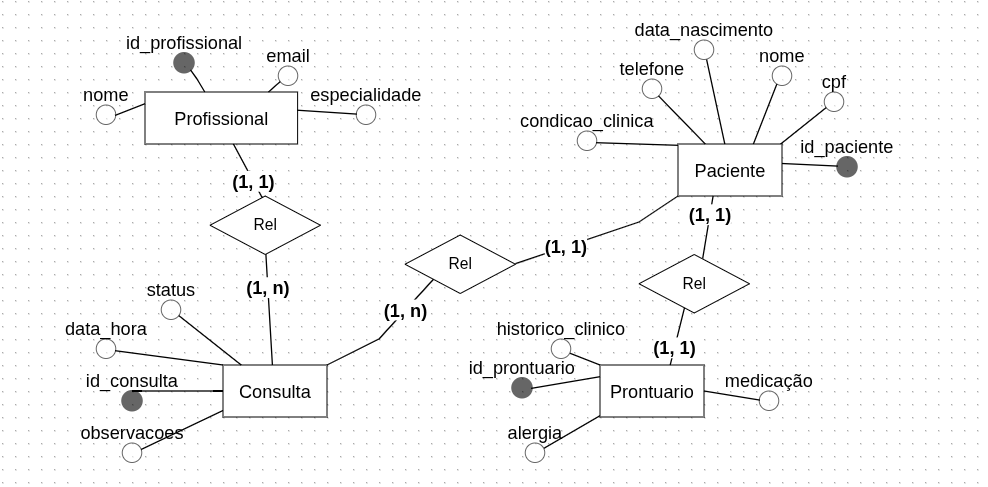 data_nascimento
id_profissional
email
nome
telefone
cpf
nome
especialidade
Profissional
condicao_clinica
id_paciente
Paciente
(1, 1)
(1, 1)
Rel
(1, 1)
Rel
(1, n)
Rel
status
(1, n)
data_hora
historico_clinico
(1, 1)
id_consulta
id_prontuario
medicação
Consulta
Prontuario
observacoes
alergia